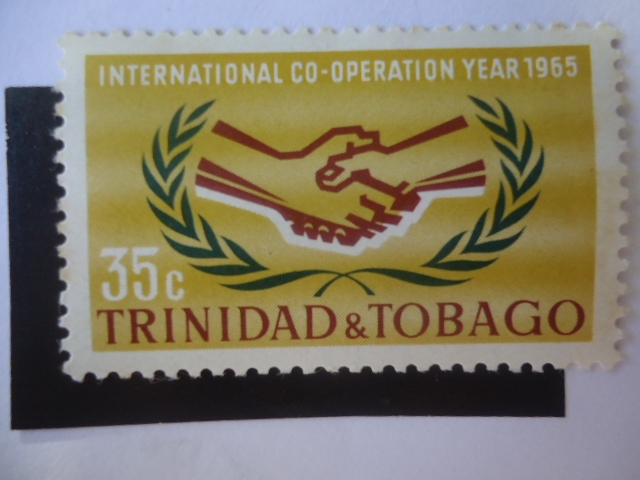 INTERNATIONAL CO-OPERATION YEAR 1965
35c
TRINIDAD & TOBAGO